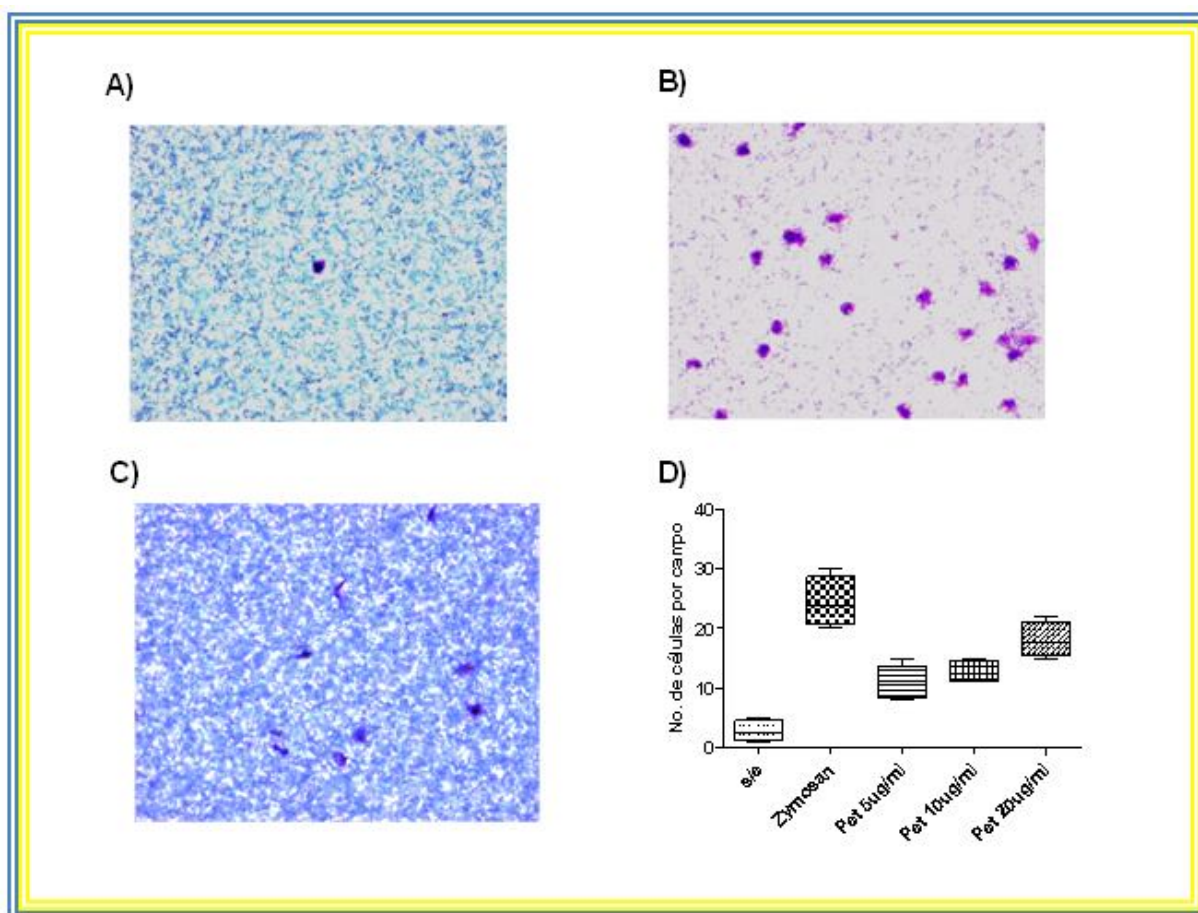 A)
B)
C)
D)
No. de células por campo
40
30
20
10
0
s/e
Zymosan
Pet 5ug/ml
Pet 10ug/ml
Pet 20ug/ml